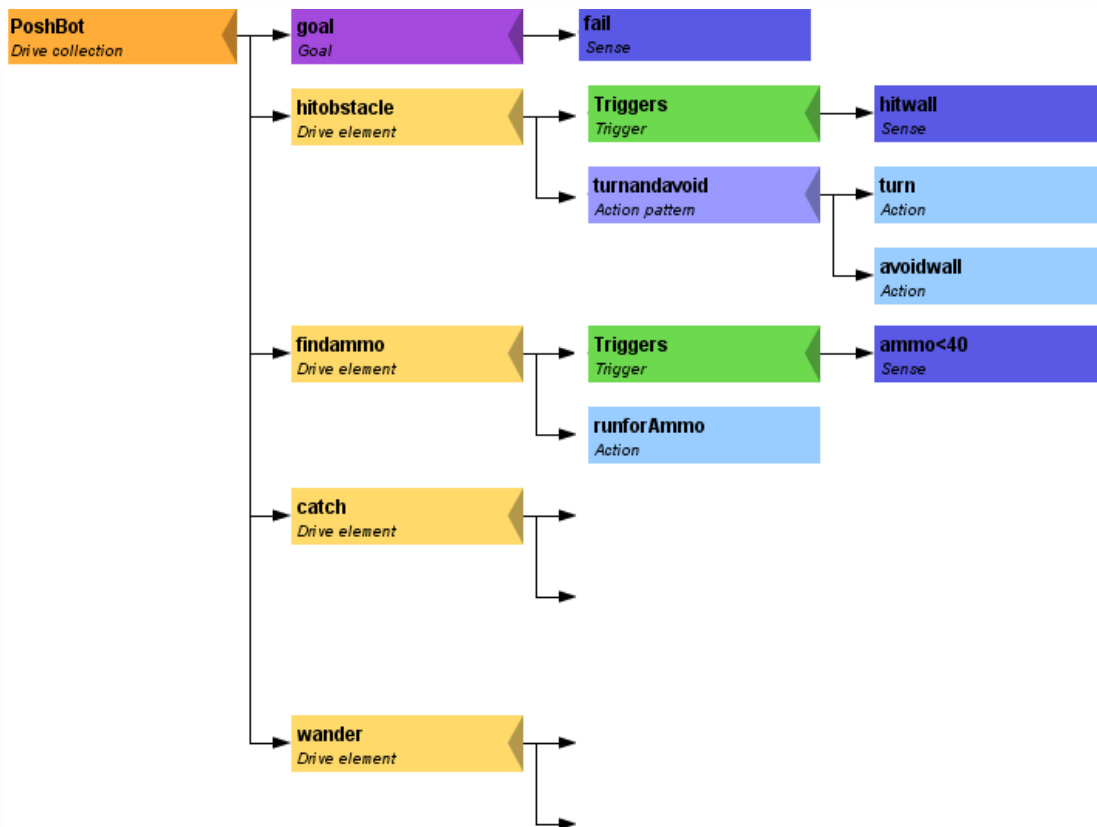 PoshBot
Drive collection
goal
Goal
fail
Sense
hitobstacle
Drive element
Triggers
Trigger
hitwall
Sense
turnandavoid
Action pattern
turn
Action
avoidwall
Action
findammo
Drive element
Triggers
Trigger
ammo<40
Sense
runforAmmo
Action
catch
Drive element
wander
Drive element